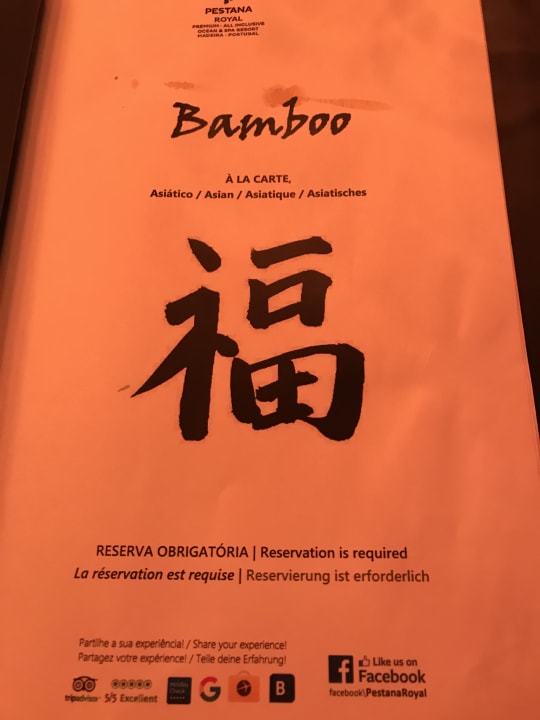 PESTANA
ROYAL
PREMIUM · ALL INCLUSIVE
OCEAN & SPA RESORT
MADEIRA · PORTUGAL
Bamboo
À LA CARTE,
Asiático / Asian / Asiatique / Asiatisches
福
RESERVA OBRIGATÓRIA | Reservation is required
La réservation est requise | Reservierung ist erforderlich
Partilhe a sua experiência! / Share your experience!
Partagez votre expérience! / Teile deine Erfahrung!
tripadvisor 5/5 Excellent Holiday Check G B
f Like us on
Facebook
facebook\PestanaRoyal